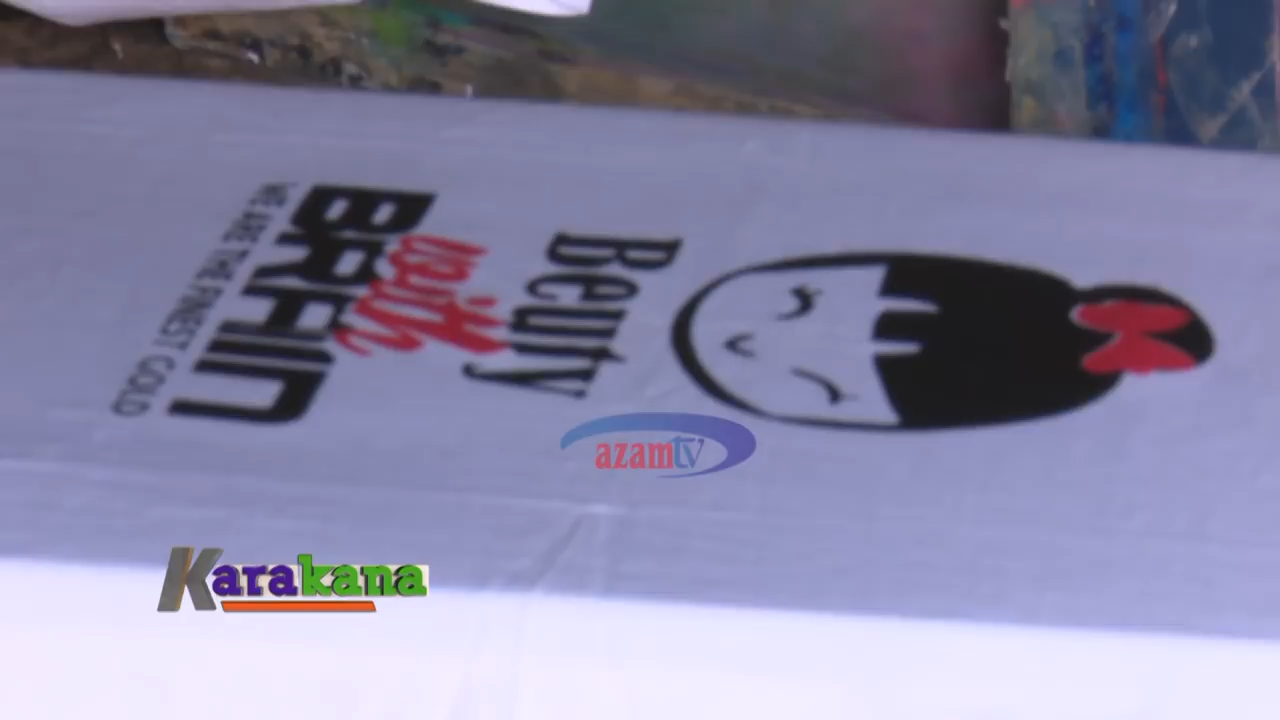 Beuty
with
BRAIN
WE ARE THE FINEST GOLD
azamtv
Karakana